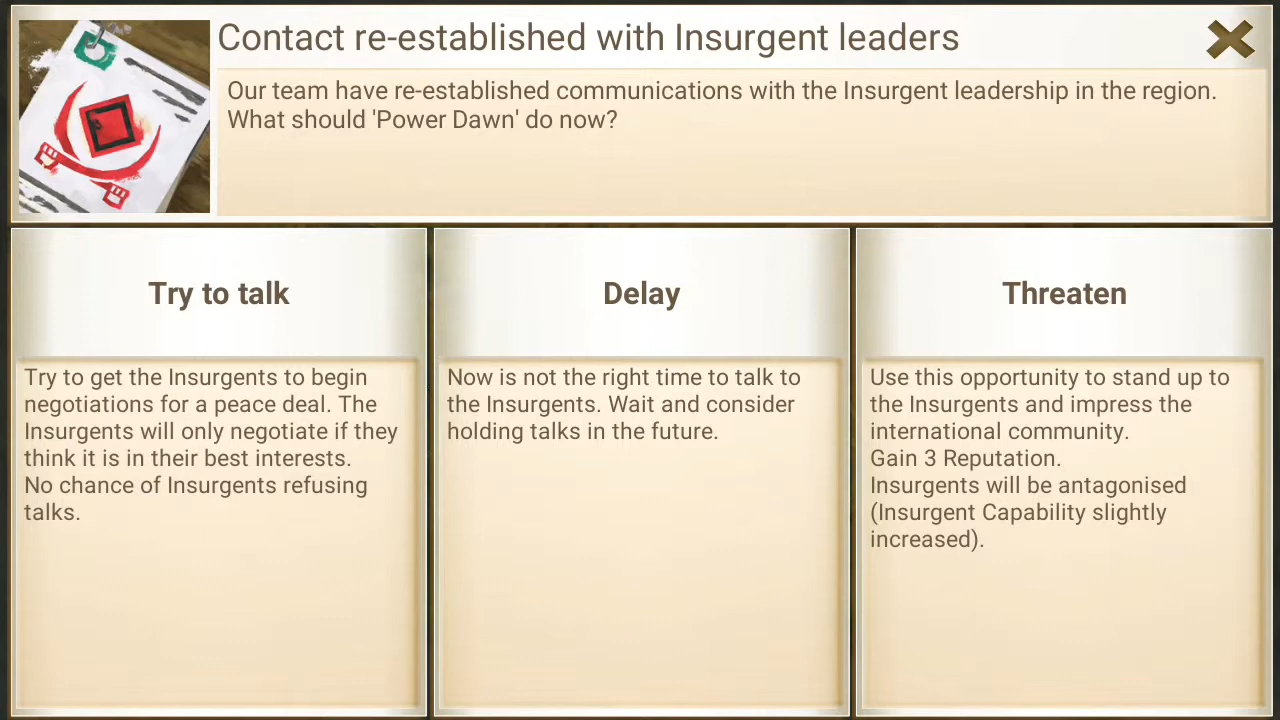 Contact re-established with Insurgent leaders
Our team have re-established communications with the Insurgent leadership in the region.
What should 'Power Dawn' do now?
Try to talk
Try to get the Insurgents to begin
negotiations for a peace deal. The
Insurgents will only negotiate if they
think it is in their best interests.
No chance of Insurgents refusing
talks.
Delay
Now is not the right time to talk to
the Insurgents. Wait and consider
holding talks in the future.
Threaten
Use this opportunity to stand up to
the Insurgents and impress the
international community.
Gain 3 Reputation.
Insurgents will be antagonised
(Insurgent Capability slightly
increased).